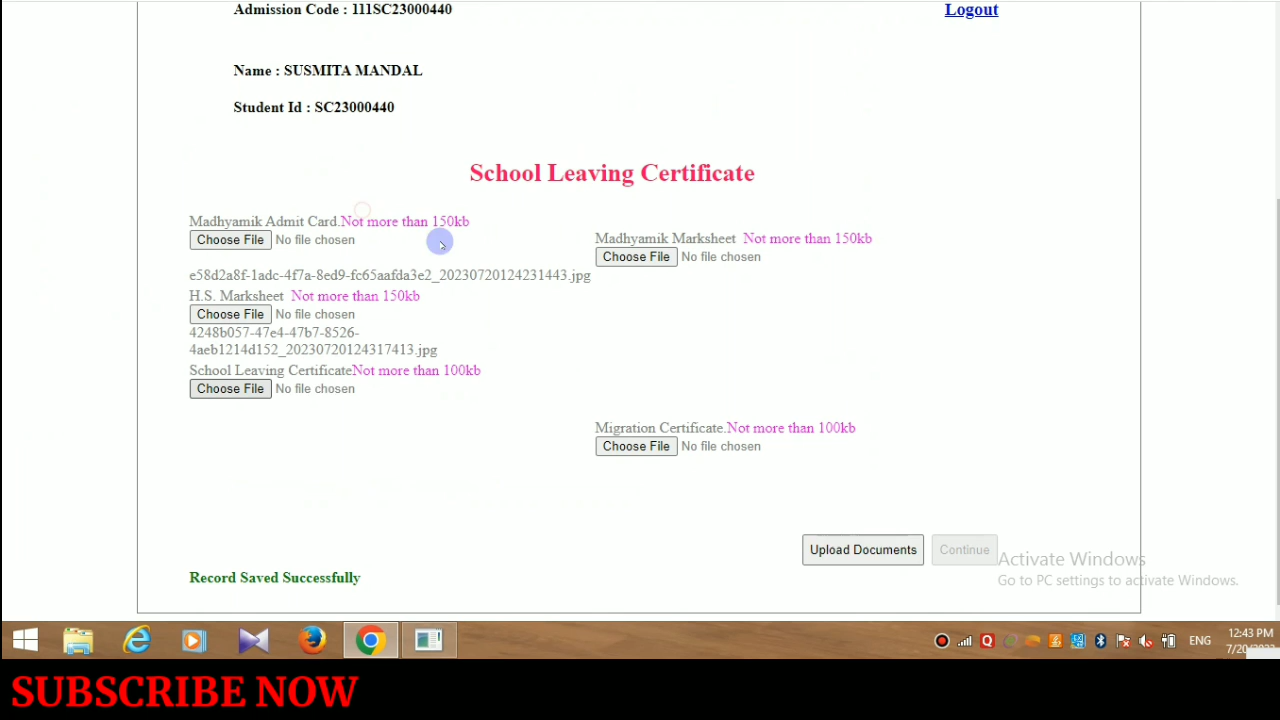 Admission Code : 111SC23000440
Logout
Name : SUSMITA MANDAL
Student Id : SC23000440
School Leaving Certificate
Madhyamik Admit Card.Not more than 150kb
Choose File No file chosen
Madhyamik Marksheet Not more than 150kb
Choose File No file chosen
e58d2a8f-1adc-4f7a-8ed9-fc65aafda3e2_20230720124231443.jpg
H.S. Marksheet Not more than 150kb
Choose File No file chosen
4248b057-47e4-47b7-8526-
4aeb1214d152_20230720124317413.jpg
School Leaving CertificateNot more than 100kb
Choose File No file chosen
Migration Certificate.Not more than 100kb
Choose File No file chosen
Upload Documents Continue
Activate Windows
Go to PC settings to activate Windows.
Record Saved Successfully
ENG
12:43 PM
SUBSCRIBE NOW